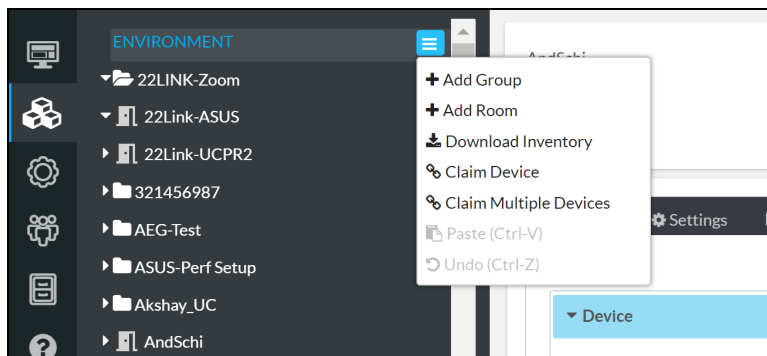 ENVIRONMENT
22LINK-Zoom
22Link-ASUS
22Link-UCPR2
321456987
AEG-Test
ASUS-Perf Setup
Akshay_UC
AndSchi
Add Group
Add Room
Download Inventory
Claim Device
Claim Multiple Devices
Paste (Ctrl-V)
Undo (Ctrl-Z)
AndSchi
Settings
Device